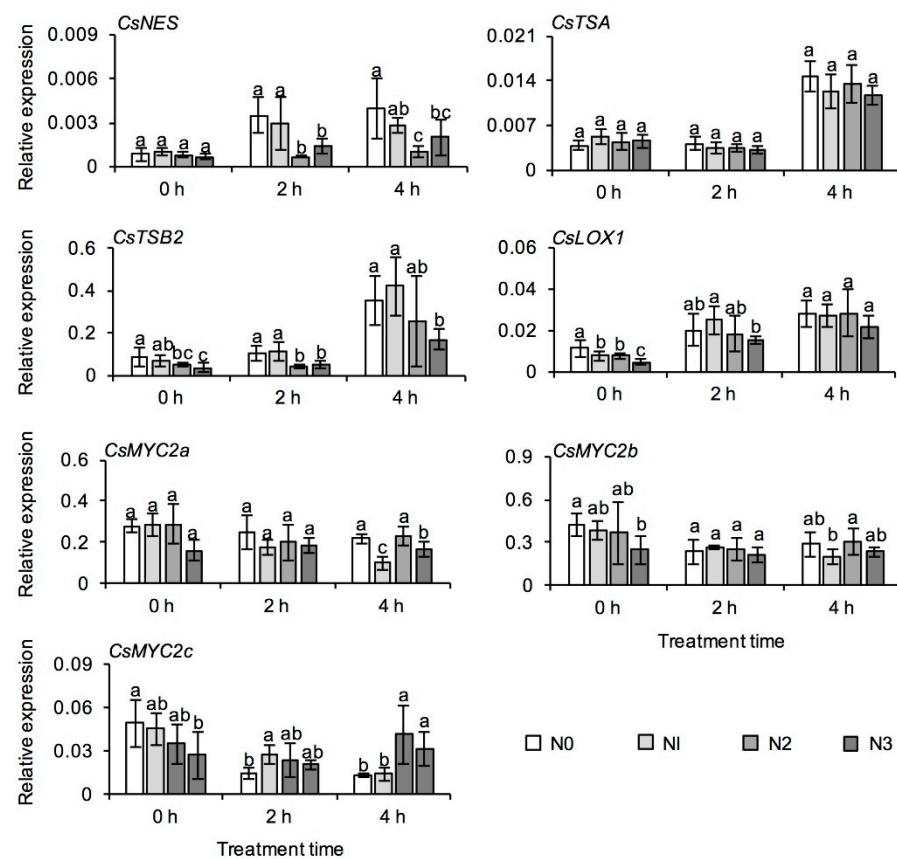 CsNES
Relative expression
0.009
0.006
0.003
0
a a a a
a a b b
a ab c bc
0 h 2 h 4 h
CsTSA
0.021
0.014
0.007
0
a a a a
a a a a
a a a a
0 h 2 h 4 h
CsTSB2
Relative expression
0.6
0.4
0.2
0
a ab bc c
a a b b
a a ab b
0 h 2 h 4 h
CsLOX1
0.06
0.04
0.02
0
a b b c
ab a ab b
a a a a
0 h 2 h 4 h
CsMYC2a
Relative expression
0.6
0.4
0.2
0
a a a a
a a a a
a c a b
0 h 2 h 4 h
CsMYC2b
0.9
0.6
0.3
0
a ab ab b
a a a a
ab b a ab
0 h 2 h 4 h
Treatment time
CsMYC2c
Relative expression
0.09
0.06
0.03
0
a ab ab b
b a ab ab
b b a a
0 h 2 h 4 h
Treatment time
N0 N1 N2 N3